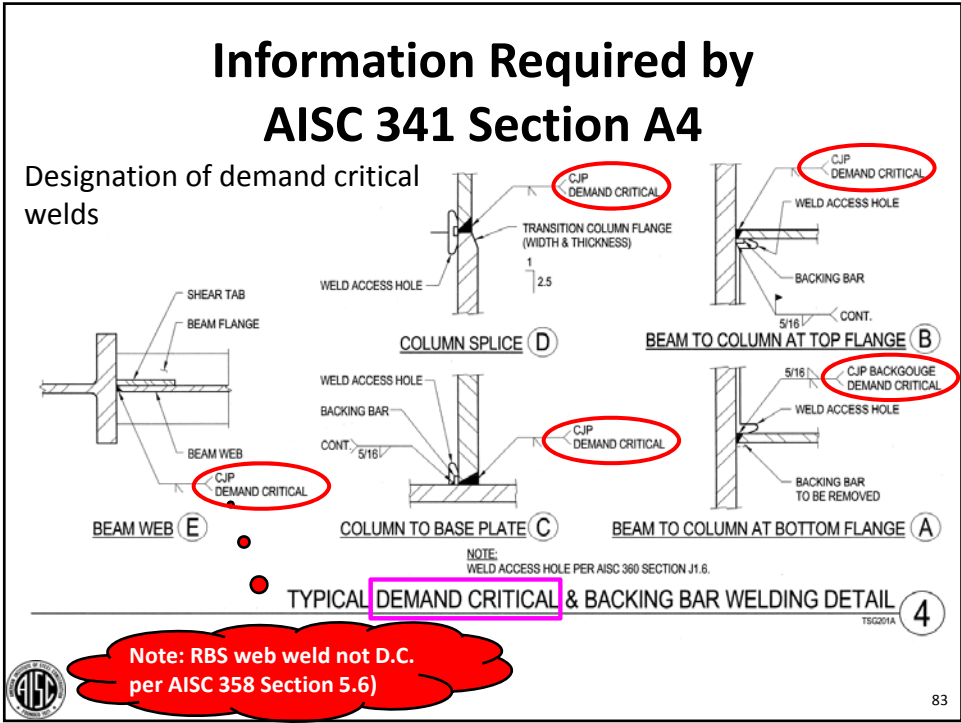 Information Required by
AISC 341 Section A4
Designation of demand critical
welds
CJP
DEMAND CRITICAL
TRANSITION COLUMN FLANGE
(WIDTH & THICKNESS)
1
2.5
WELD ACCESS HOLE
COLUMN SPLICE D
CJP
DEMAND CRITICAL
WELD ACCESS HOLE
BACKING BAR
5/16
CONT.
BEAM TO COLUMN AT TOP FLANGE B
SHEAR TAB
BEAM FLANGE
BEAM WEB
CJP
DEMAND CRITICAL
BEAM WEB E
WELD ACCESS HOLE
BACKING BAR
CONT.
5/16
CJP
DEMAND CRITICAL
COLUMN TO BASE PLATE C
5/16
CJP BACKGOUGE
DEMAND CRITICAL
WELD ACCESS HOLE
BACKING BAR
TO BE REMOVED
BEAM TO COLUMN AT BOTTOM FLANGE A
NOTE:
WELD ACCESS HOLE PER AISC 360 SECTION J1.6.
TYPICAL DEMAND CRITICAL & BACKING BAR WELDING DETAIL 4
TSG201A
Note: RBS web weld not D.C.
per AISC 358 Section 5.6)
AISC
83